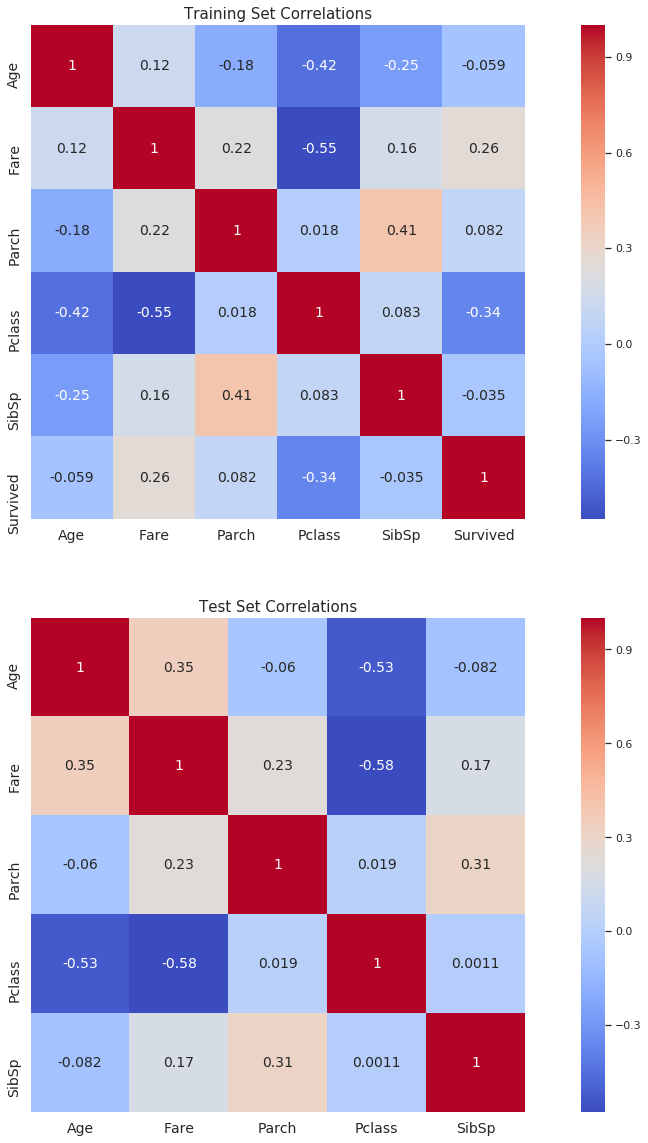 Training Set Correlations
Age 1 0.12 -0.18 -0.42 -0.25 -0.059
Fare 0.12 1 0.22 -0.55 0.16 0.26
Parch -0.18 0.22 1 0.018 0.41 0.082
Pclass -0.42 -0.55 0.018 1 0.083 -0.34
SibSp -0.25 0.16 0.41 0.083 1 -0.035
Survived -0.059 0.26 0.082 -0.34 -0.035 1
Age Fare Parch Pclass SibSp Survived
0.9
0.6
0.3
0.0
−0.3
Test Set Correlations
Age 1 0.35 -0.06 -0.53 -0.082
Fare 0.35 1 0.23 -0.58 0.17
Parch -0.06 0.23 1 0.019 0.31
Pclass -0.53 -0.58 0.019 1 0.0011
SibSp -0.082 0.17 0.31 0.0011 1
Age Fare Parch Pclass SibSp
0.9
0.6
0.3
0.0
−0.3